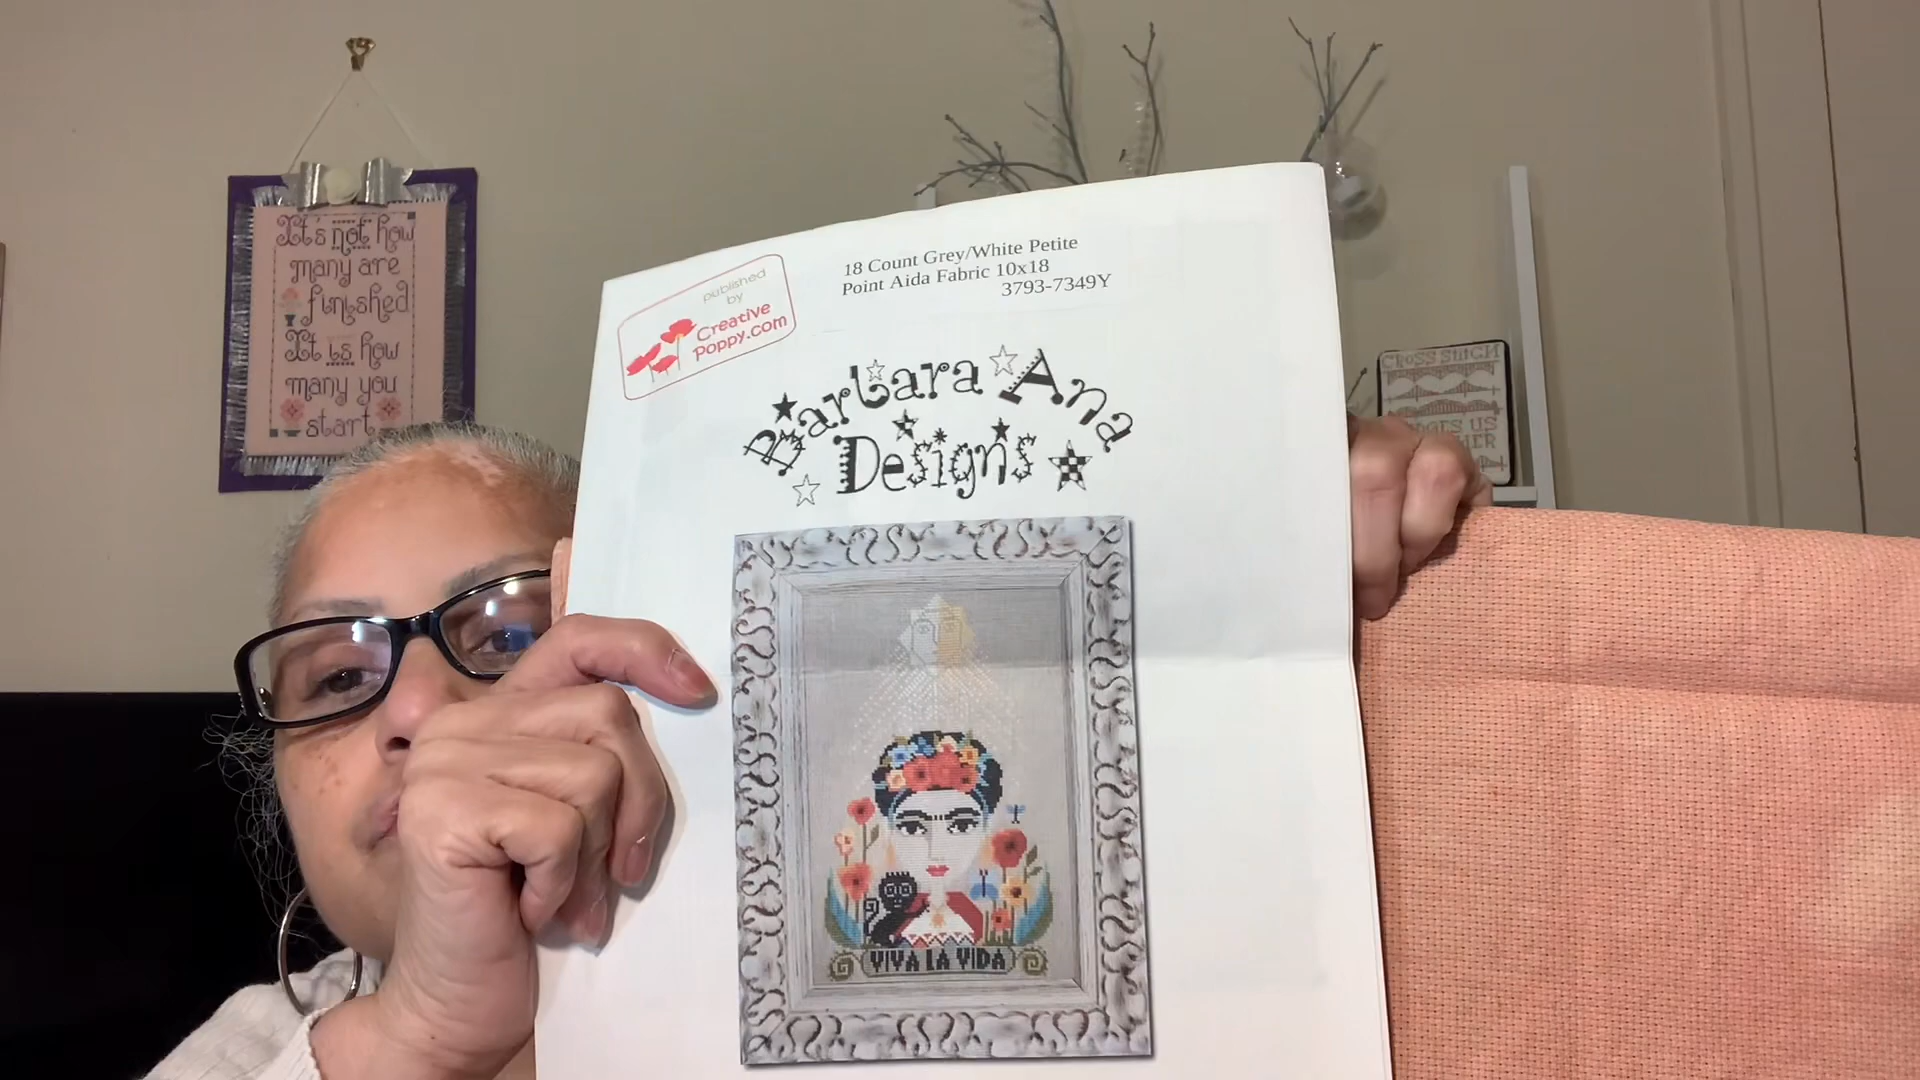 It's not how
many are
finished
It is how
many you
start
published
by
Creative
Poppy.com
18 Count Grey/White Petite
Point Aida Fabric 10x18
3793-7349Y
Barbara Ana
Designs
VIVA LA VIDA
CROSS STITCH
US